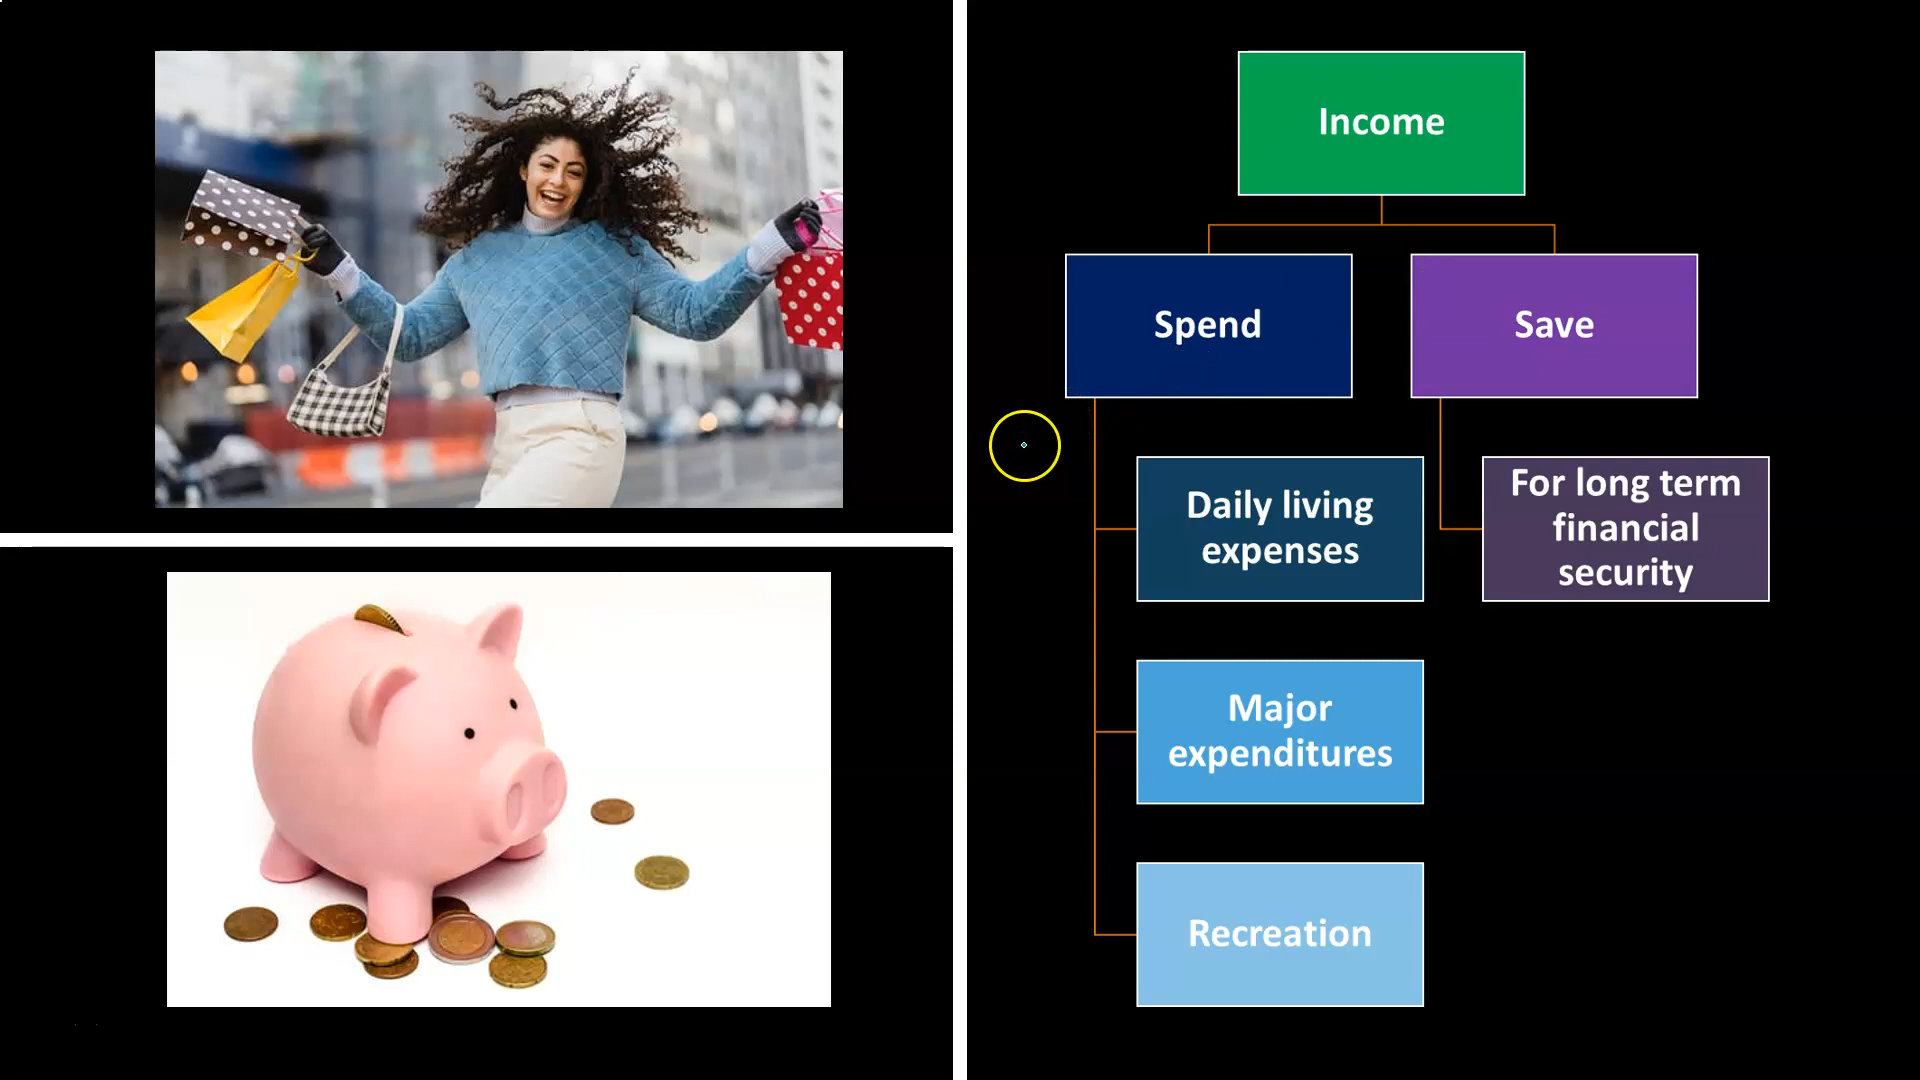 Income
Spend
Save
Daily living
expenses
For long term
financial
security
Major
expenditures
Recreation